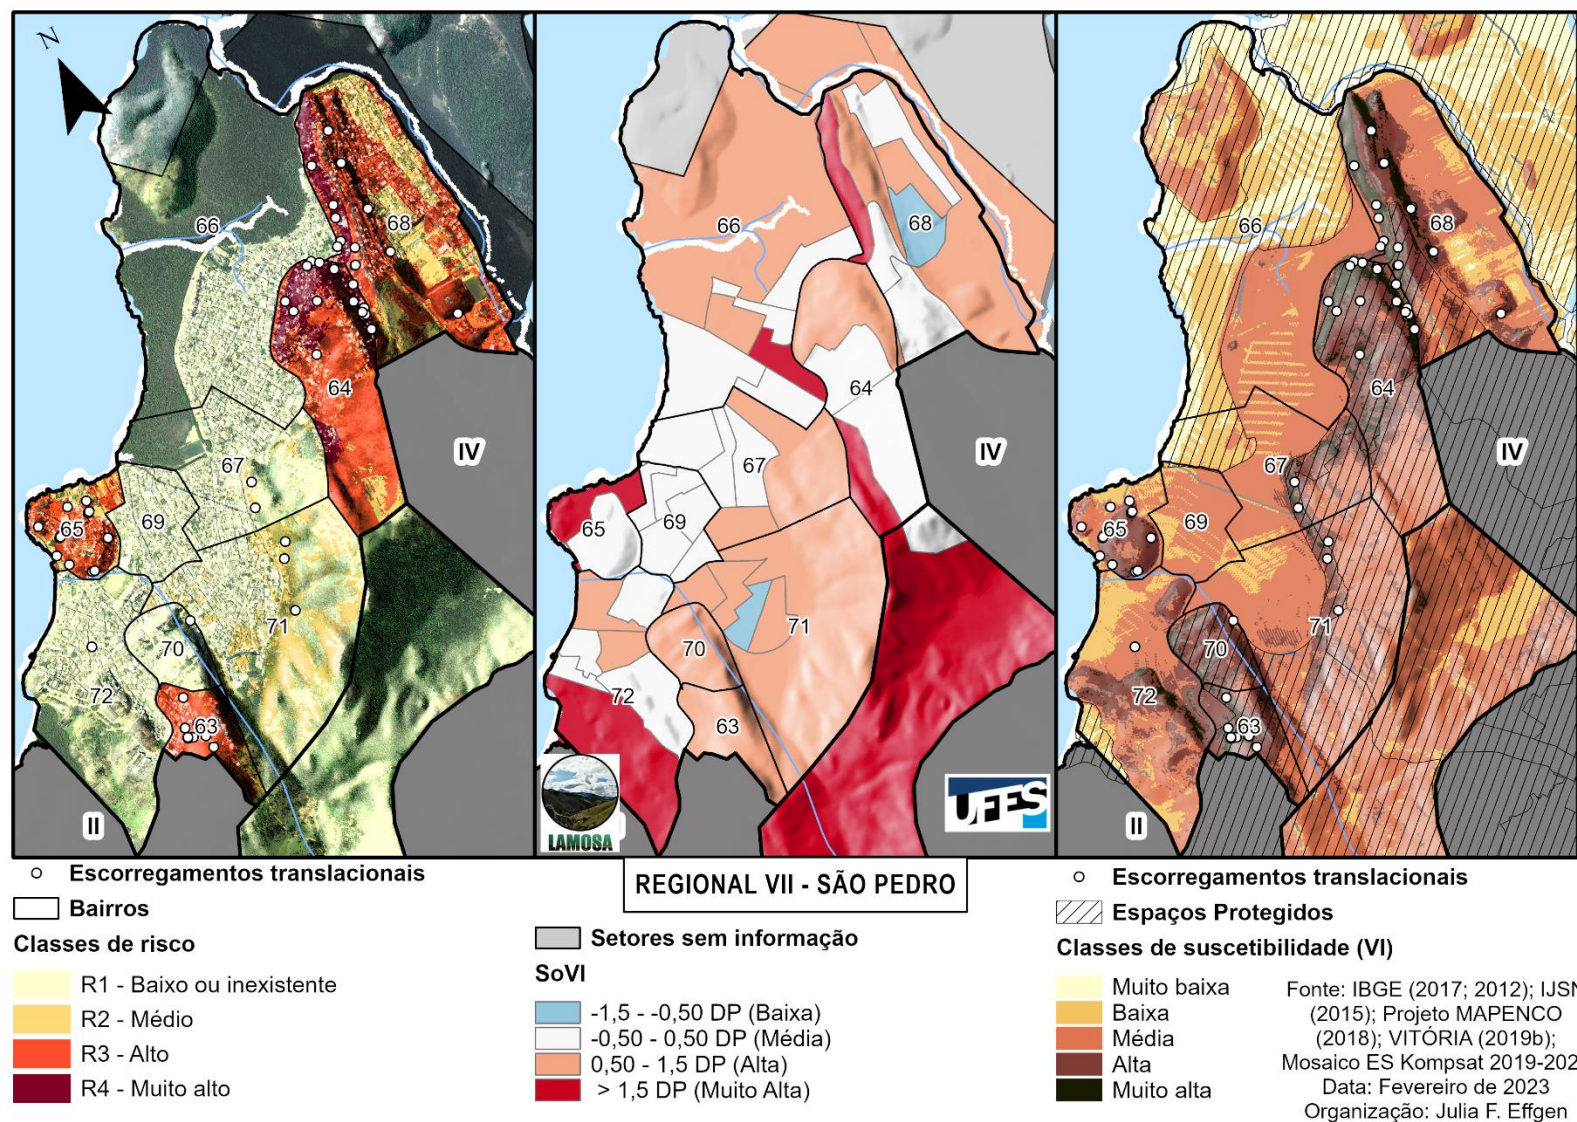 N
66
68
64
67
IV
65
69
71
70
72
63
II
66
68
64
67
IV
65
69
71
70
72
63
LAMOSA
UFES
66
68
64
67
IV
65
69
71
70
72
63
II
Escorregamentos translacionais
Bairros
Classes de risco
R1 - Baixo ou inexistente
R2 - Médio
R3 - Alto
R4 - Muito alto
REGIONAL VII - SÃO PEDRO
Setores sem informação
SoVI
-1,5 - -0,50 DP (Baixa)
-0,50 - 0,50 DP (Média)
0,50 - 1,5 DP (Alta)
> 1,5 DP (Muito Alta)
Escorregamentos translacionais
Espaços Protegidos
Classes de suscetibilidade (VI)
Muito baixa
Baixa
Média
Alta
Muito alta
Fonte: IBGE (2017; 2012); IJSN
(2015); Projeto MAPENCO
(2018); VITÓRIA (2019b);
Mosaico ES Kompsat 2019-202
Data: Fevereiro de 2023
Organização: Julia F. Effgen